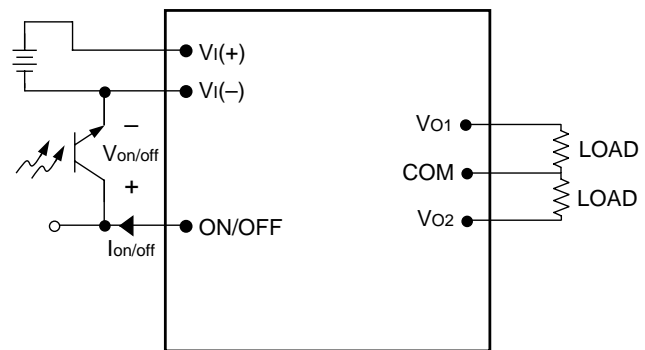 VI(+)
VI(–)
–
Von/off
+
ON/OFF
Ion/off
VO1
COM
VO2
LOAD
LOAD